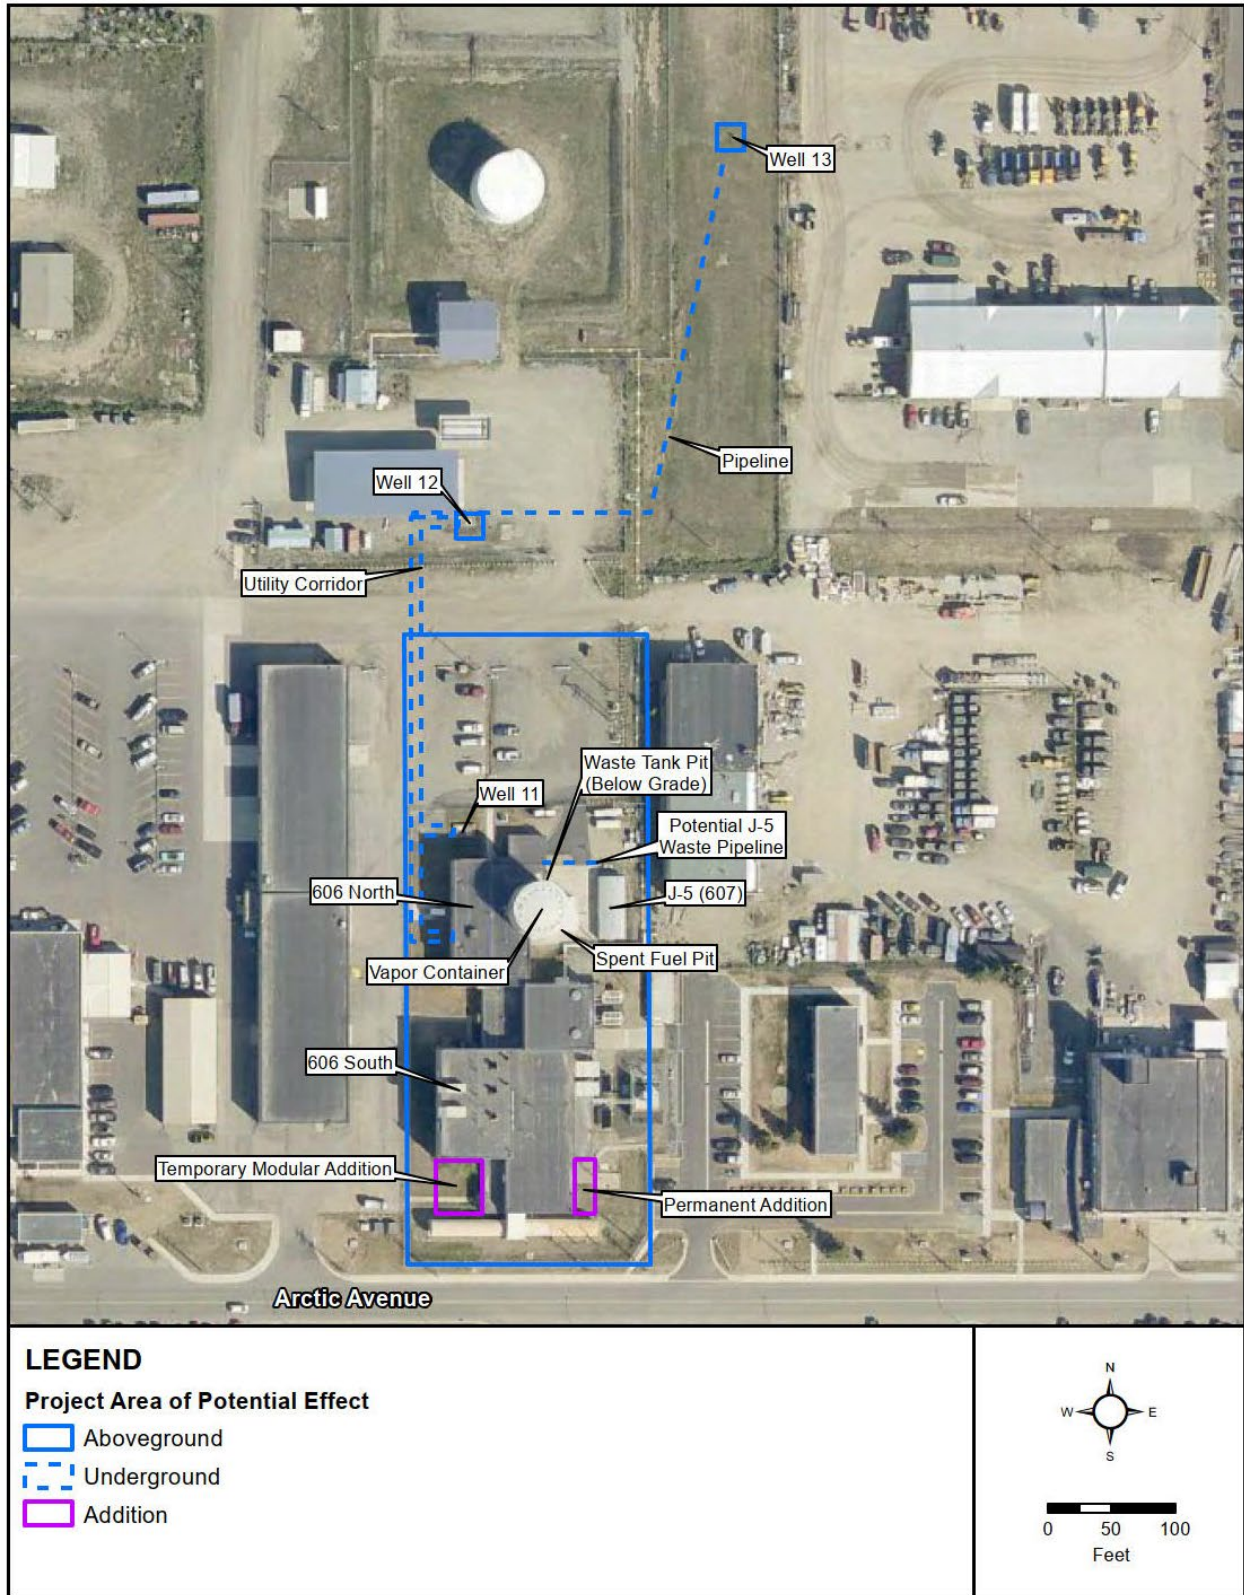 Well 13
Pipeline
Well 12
Utility Corridor
Waste Tank Pit
(Below Grade)
Well 11
Potential J-5
Waste Pipeline
606 North
J-5 (607)
Vapor Container
Spent Fuel Pit
606 South
Temporary Modular Addition
Permanent Addition
Arctic Avenue
LEGEND
Project Area of Potential Effect
Aboveground
Underground
Addition
N
W E
S
0 50 100
Feet